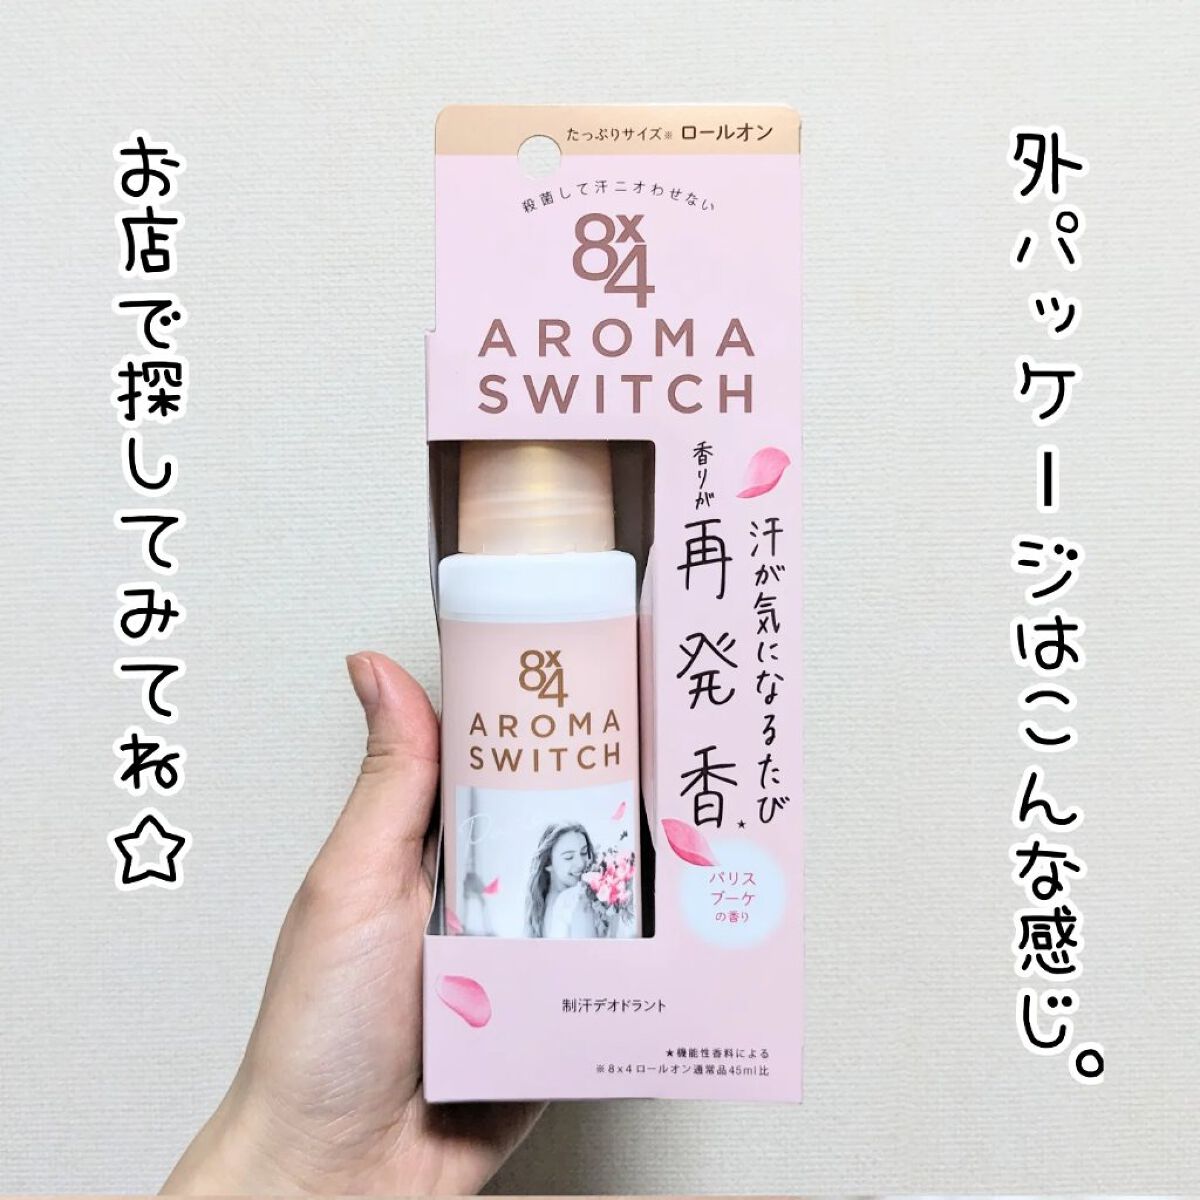 外パッケージはこんな感じ。
お店で探してみてね☆
たっぷりサイズ※ ロールオン
殺菌して汗ニオわせない
8x4
AROMA
SWITCH
汗が気になるたび
香りが
再発香★
パリス
ブーケ
の香り
8x4
AROMA
SWITCH
制汗デオドラント
★機能性香料による
※8x4ロールオン通常品45ml比